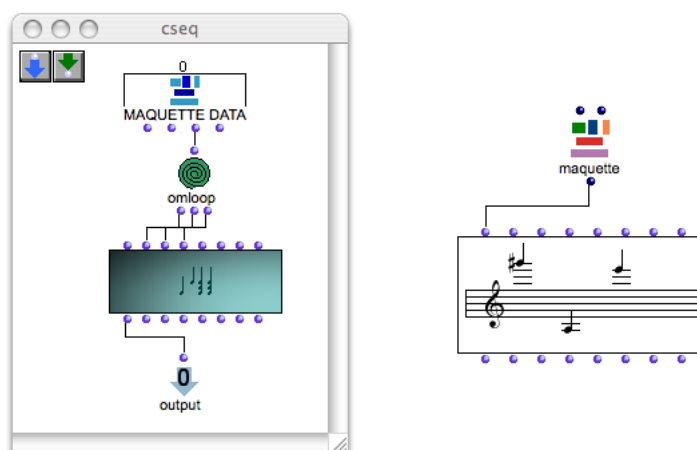 cseq
0
MAQUETTE DATA
omloop
0
output
maquette